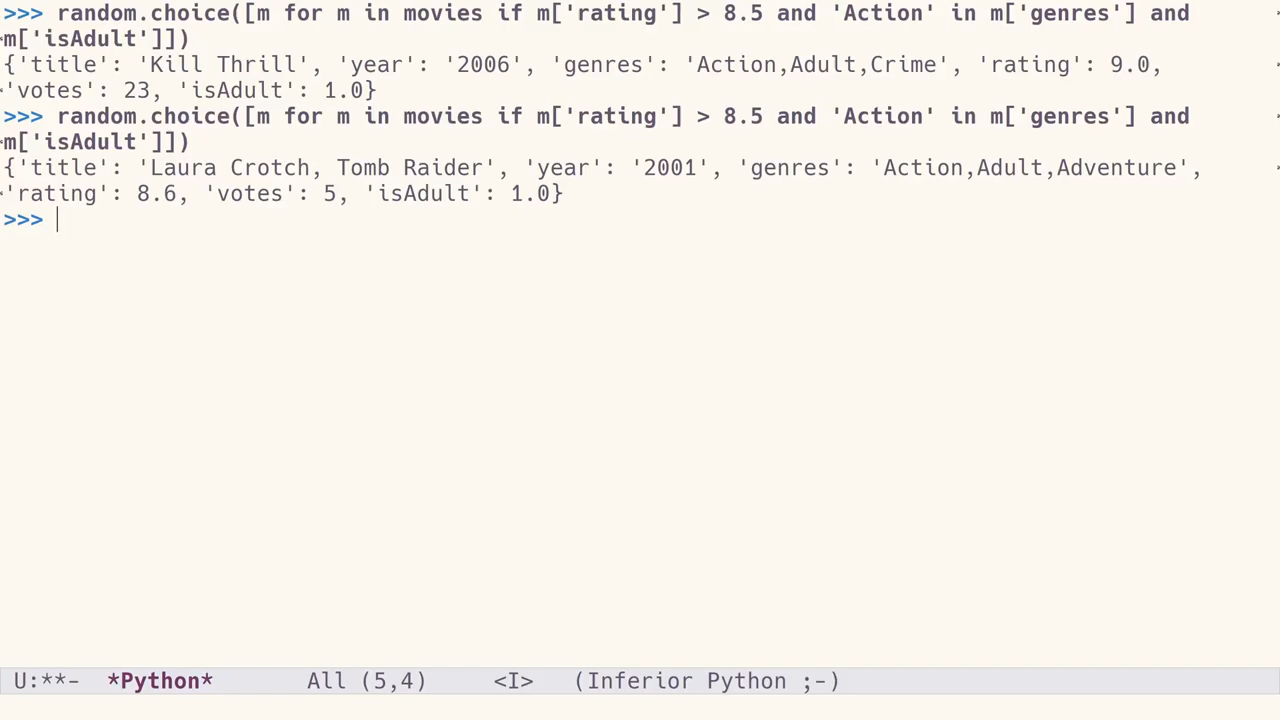 >>> random.choice([m for m in movies if m['rating'] > 8.5 and 'Action' in m['genres'] and
m['isAdult']])
{'title': 'Kill Thrill', 'year': '2006', 'genres': 'Action,Adult,Crime', 'rating': 9.0,
'votes': 23, 'isAdult': 1.0}
>>> random.choice([m for m in movies if m['rating'] > 8.5 and 'Action' in m['genres'] and
m['isAdult']])
{'title': 'Laura Crotch, Tomb Raider', 'year': '2001', 'genres': 'Action,Adult,Adventure',
'rating': 8.6, 'votes': 5, 'isAdult': 1.0}
>>>
U:**- *Python* All (5,4) <I> (Inferior Python ;-)